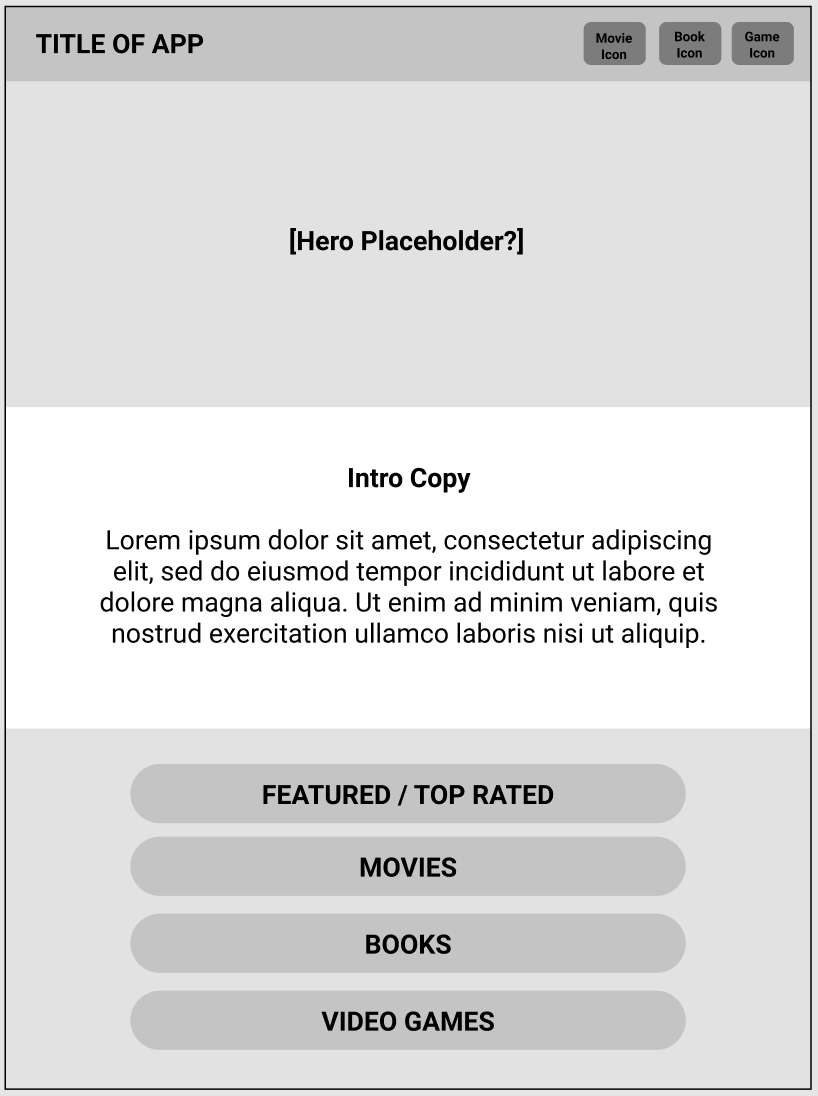 TITLE OF APP
Movie
Icon
Book
Icon
Game
Icon
[Hero Placeholder?]
Intro Copy
Lorem ipsum dolor sit amet, consectetur adipiscing
elit, sed do eiusmod tempor incididunt ut labore et
dolore magna aliqua. Ut enim ad minim veniam, quis
nostrud exercitation ullamco laboris nisi ut aliquip.
FEATURED / TOP RATED
MOVIES
BOOKS
VIDEO GAMES